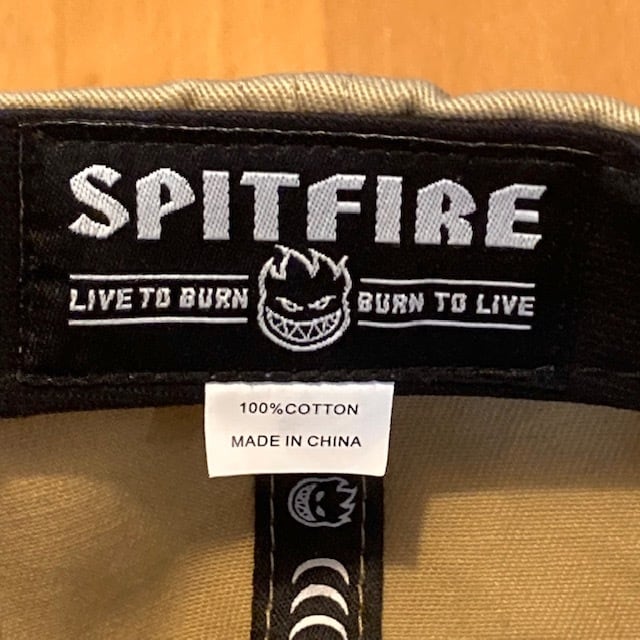 SPITFIRE
LIVE TO BURN BURN TO LIVE
100%COTTON
MADE IN CHINA